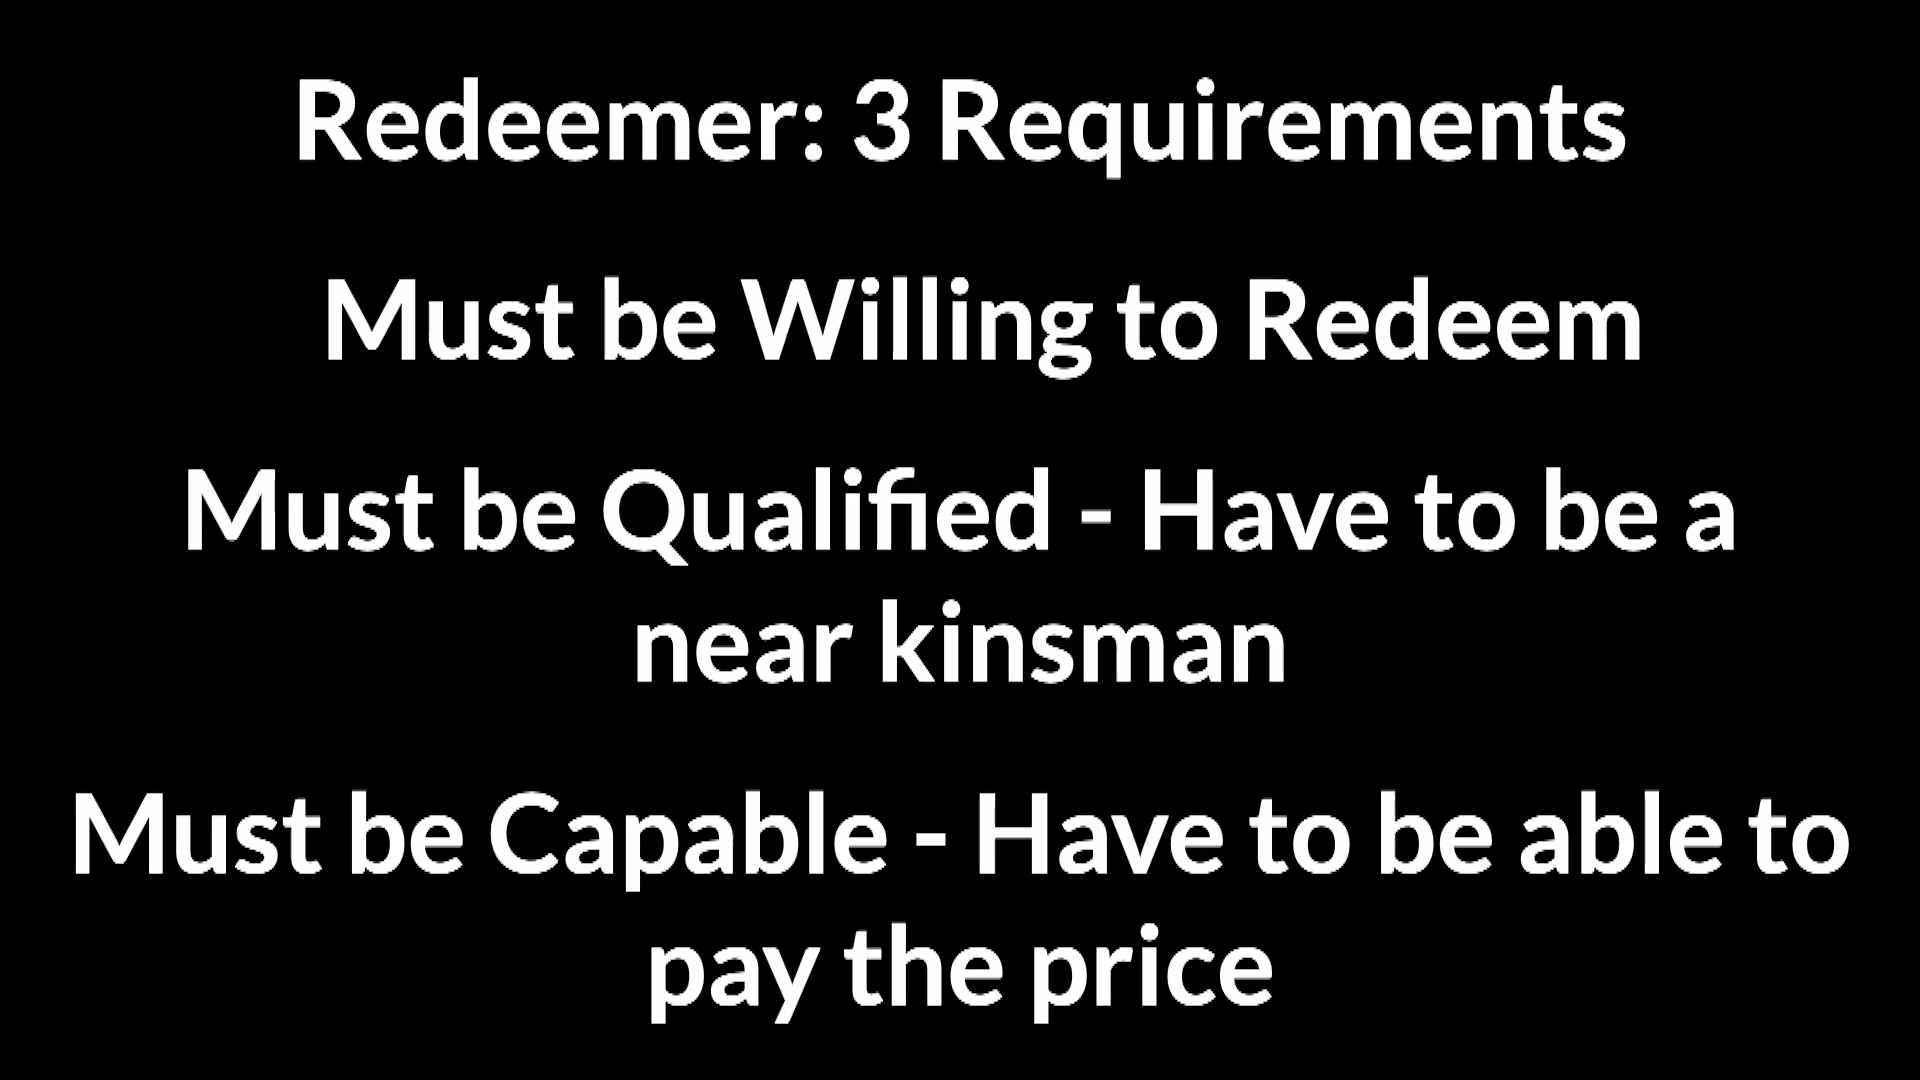 Redeemer: 3 Requirements
Must be Willing to Redeem
Must be Qualified - Have to be a
near kinsman
Must be Capable - Have to be able to
pay the price